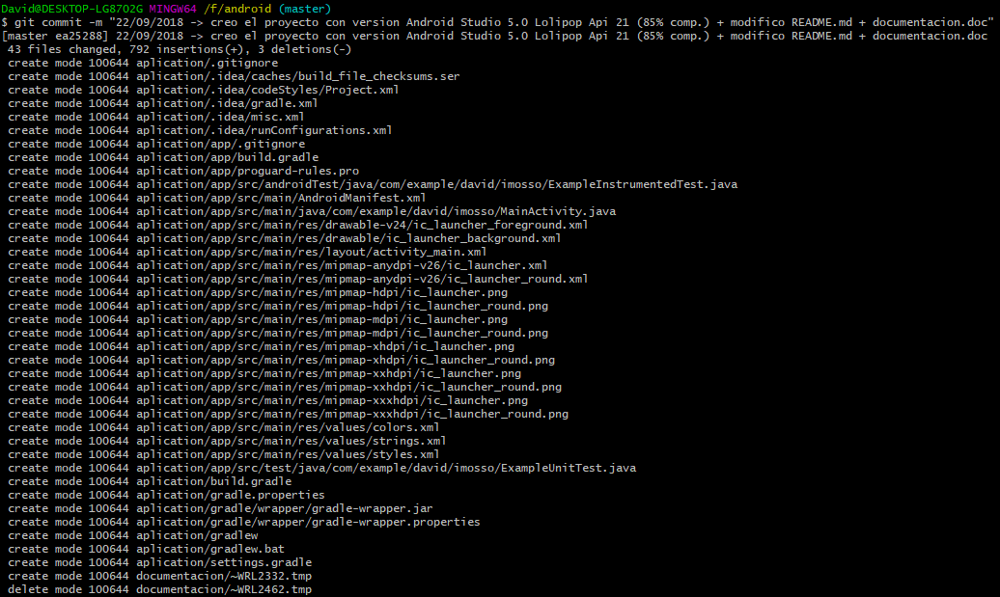 David@DESKTOP-LG8702G MINGW64 /f/android (master)
$ git commit -m "22/09/2018 -> creo el proyecto con version Android Studio 5.0 Lolipop Api 21 (85% comp.) + modifico README.md + documentacion.doc"
[master ea25288] 22/09/2018 -> creo el proyecto con version Android Studio 5.0 Lolipop Api 21 (85% comp.) + modifico README.md + documentacion.doc
43 files changed, 792 insertions(+), 3 deletions(-)
create mode 100644 aplication/.gitignore
create mode 100644 aplication/.idea/caches/build_file_checksums.ser
create mode 100644 aplication/.idea/codeStyles/Project.xml
create mode 100644 aplication/.idea/gradle.xml
create mode 100644 aplication/.idea/misc.xml
create mode 100644 aplication/.idea/runConfigurations.xml
create mode 100644 aplication/app/.gitignore
create mode 100644 aplication/app/build.gradle
create mode 100644 aplication/app/proguard-rules.pro
create mode 100644 aplication/app/src/androidTest/java/com/example/david/imosso/ExampleInstrumentedTest.java
create mode 100644 aplication/app/src/main/AndroidManifest.xml
create mode 100644 aplication/app/src/main/java/com/example/david/imosso/MainActivity.java
create mode 100644 aplication/app/src/main/res/drawable-v24/ic_launcher_foreground.xml
create mode 100644 aplication/app/src/main/res/drawable/ic_launcher_background.xml
create mode 100644 aplication/app/src/main/res/layout/activity_main.xml
create mode 100644 aplication/app/src/main/res/mipmap-anydpi-v26/ic_launcher.xml
create mode 100644 aplication/app/src/main/res/mipmap-anydpi-v26/ic_launcher_round.xml
create mode 100644 aplication/app/src/main/res/mipmap-hdpi/ic_launcher.png
create mode 100644 aplication/app/src/main/res/mipmap-hdpi/ic_launcher_round.png
create mode 100644 aplication/app/src/main/res/mipmap-mdpi/ic_launcher.png
create mode 100644 aplication/app/src/main/res/mipmap-mdpi/ic_launcher_round.png
create mode 100644 aplication/app/src/main/res/mipmap-xhdpi/ic_launcher.png
create mode 100644 aplication/app/src/main/res/mipmap-xhdpi/ic_launcher_round.png
create mode 100644 aplication/app/src/main/res/mipmap-xxhdpi/ic_launcher.png
create mode 100644 aplication/app/src/main/res/mipmap-xxhdpi/ic_launcher_round.png
create mode 100644 aplication/app/src/main/res/mipmap-xxxhdpi/ic_launcher.png
create mode 100644 aplication/app/src/main/res/mipmap-xxxhdpi/ic_launcher_round.png
create mode 100644 aplication/app/src/main/res/values/colors.xml
create mode 100644 aplication/app/src/main/res/values/strings.xml
create mode 100644 aplication/app/src/main/res/values/styles.xml
create mode 100644 aplication/app/src/test/java/com/example/david/imosso/ExampleUnitTest.java
create mode 100644 aplication/build.gradle
create mode 100644 aplication/gradle.properties
create mode 100644 aplication/gradle/wrapper/gradle-wrapper.jar
create mode 100644 aplication/gradle/wrapper/gradle-wrapper.properties
create mode 100644 aplication/gradlew
create mode 100644 aplication/gradlew.bat
create mode 100644 aplication/settings.gradle
create mode 100644 documentacion/~WRL2332.tmp
delete mode 100644 documentacion/~WRL2462.tmp